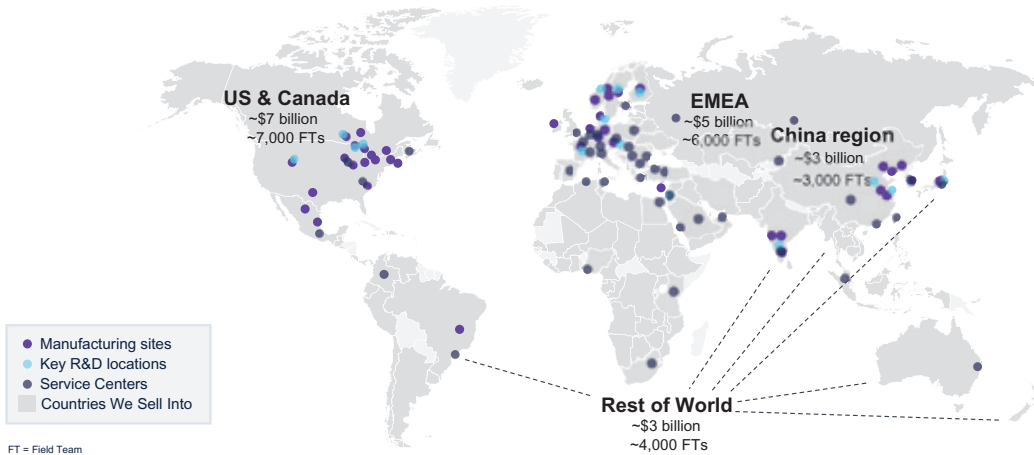 US & Canada
~$7 billion
~7,000 FTs
EMEA
~$5 billion
~6,000 FTs
China region
~$3 billion
~3,000 FTs
Manufacturing sites
Key R&D locations
Service Centers
Countries We Sell Into
Rest of World
~$3 billion
~4,000 FTs
FT = Field Team